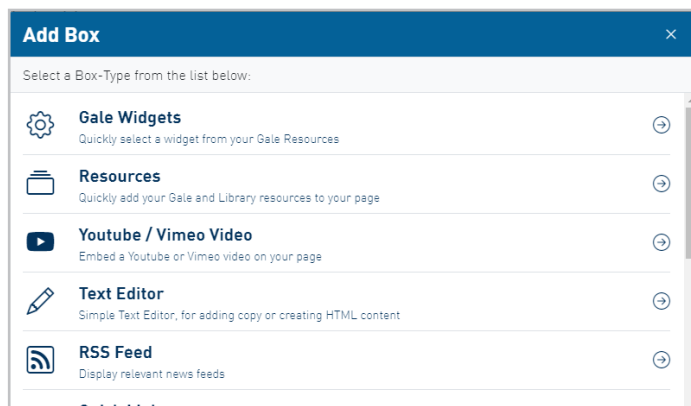 Add Box
Select a Box-Type from the list below:
Gale Widgets
Quickly select a widget from your Gale Resources
Resources
Quickly add your Gale and Library resources to your page
Youtube / Vimeo Video
Embed a Youtube or Vimeo video on your page
Text Editor
Simple Text Editor, for adding copy or creating HTML content
RSS Feed
Display relevant news feeds